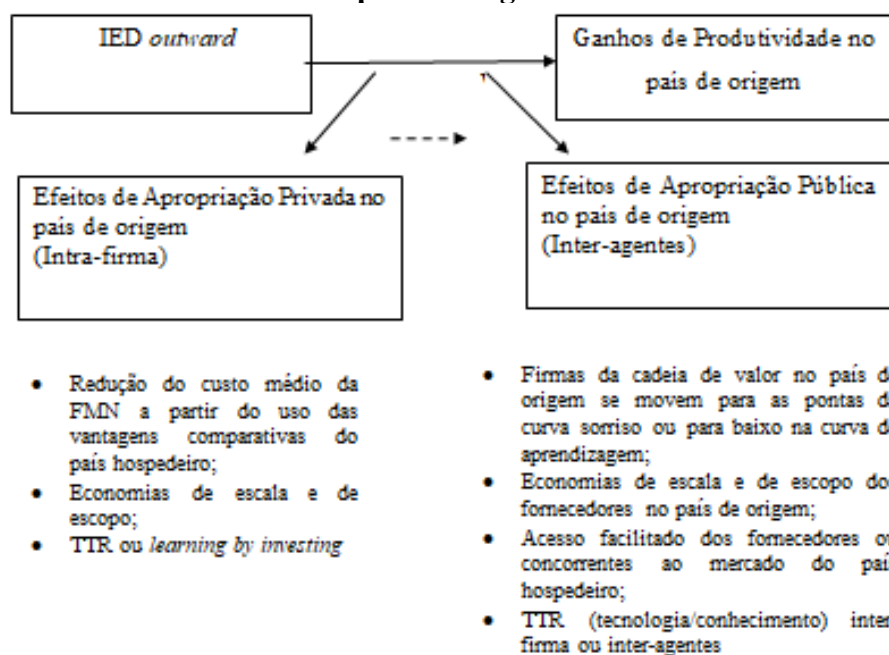 IED outward
Ganhos de Produtividade no
país de origem
Efeitos de Apropriação Privada no
país de origem
(Intra-firma)
Efeitos de Apropriação Pública
no país de origem
(Inter-agentes)
• Redução do custo médio da
FMN a partir do uso das
vantagens comparativas do
país hospedeiro;
• Economias de escala e de
escopo;
• TTR ou learning by investing
• Firmas da cadeia de valor no país
origem se movem para as pontas
curva sorriso ou para baixo na curva
aprendizagem;
• Economias de escala e de escopo
fornecedores no país de origem;
• Acesso facilitado dos fornecedores
concorrentes ao mercado do
hospedeiro;
• TTR (tecnologia/conhecimento) inter
firma ou inter-agentes